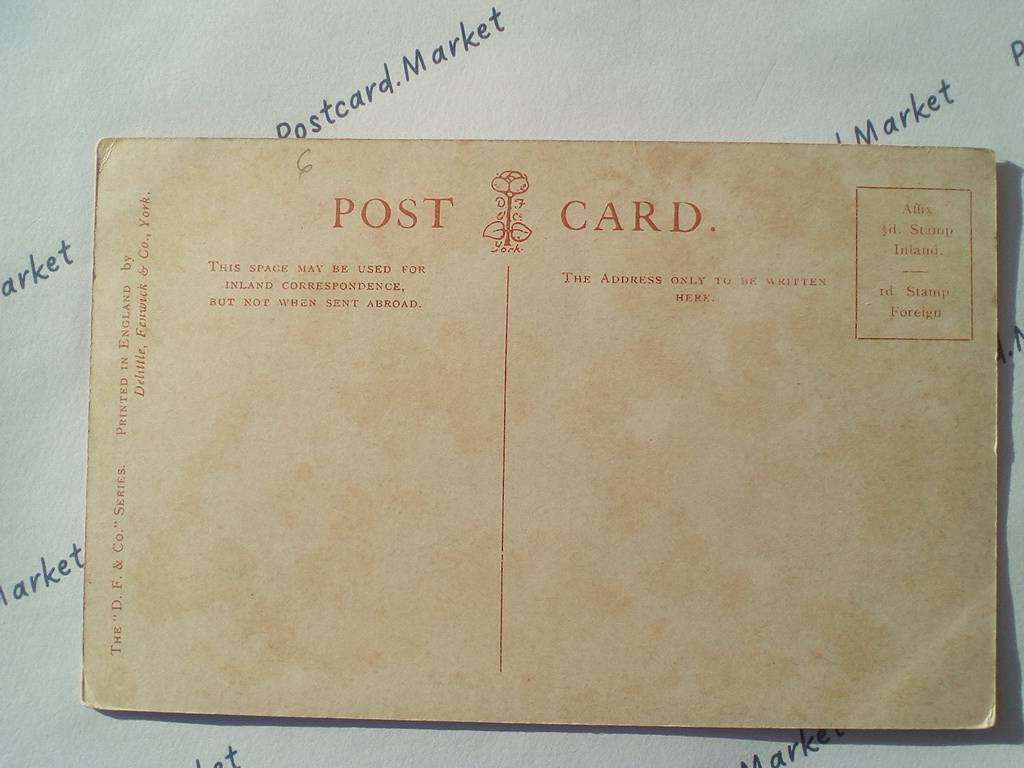 Postcard.Market
Market
arket
arket
Market
6
POST CARD.
D F
& C.
York.
THIS SPACE MAY BE USED FOR
INLAND CORRESPONDENCE,
BUT NOT WHEN SENT ABROAD.
THE ADDRESS ONLY TO BE WRITTEN
HERE.
Affix
½d. Stamp
Inland.
rd Stamp
Foreign
THE "D. F. & CO." SERIES. PRINTED IN ENGLAND by
Delittle, Fenwick & Co., York.